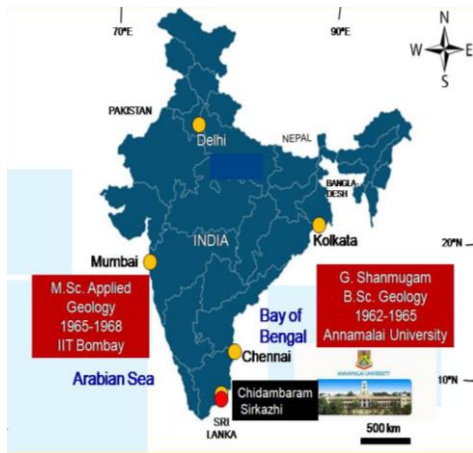 70°E
90°E
N
W
E
S
PAKISTAN
Delhi
NEPAL
BANGLA-
DESH
INDIA
Kolkata
20°N
Mumbai
M.Sc. Applied
Geology
1965-1968
IIT Bombay
G. Shanmugam
B.Sc. Geology
1962-1965
Annamalai University
Bay of
Bengal
Chennai
Arabian Sea
ANNAMALAI UNIVERSITY
10°N
Chidambaram
Sirkazhi
SRI
LANKA
500 km